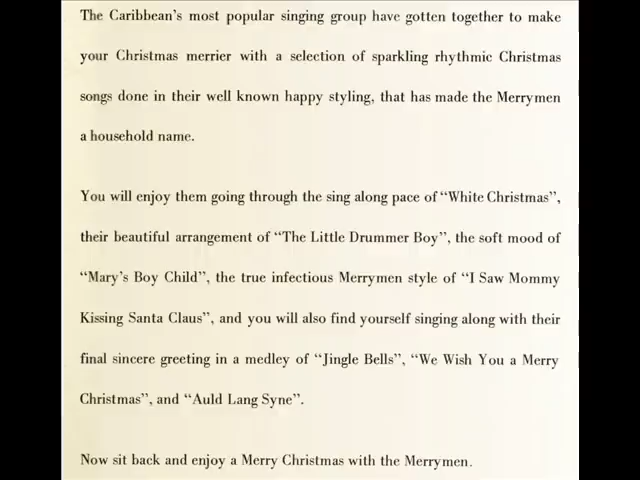 The Caribbean's most popular singing group have gotten together to make
your Christmas merrier with a selection of sparkling rhythmic Christmas
songs done in their well known happy styling, that has made the Merrymen
a household name.
You will enjoy them going through the sing along pace of “White Christmas”,
their beautiful arrangement of “The Little Drummer Boy”, the soft mood of
“Mary's Boy Child”, the true infectious Merrymen style of “I Saw Mommy
Kissing Santa Claus”, and you will also find yourself singing along with their
final sincere greeting in a medley of “Jingle Bells”, “We Wish You a Merry
Christmas”, and “Auld Lang Syne”.
Now sit back and enjoy a Merry Christmas with the Merrymen.